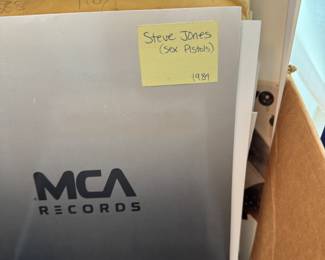 Steve Jones
(Sex Pistols)
1989
MCA
RECORDS